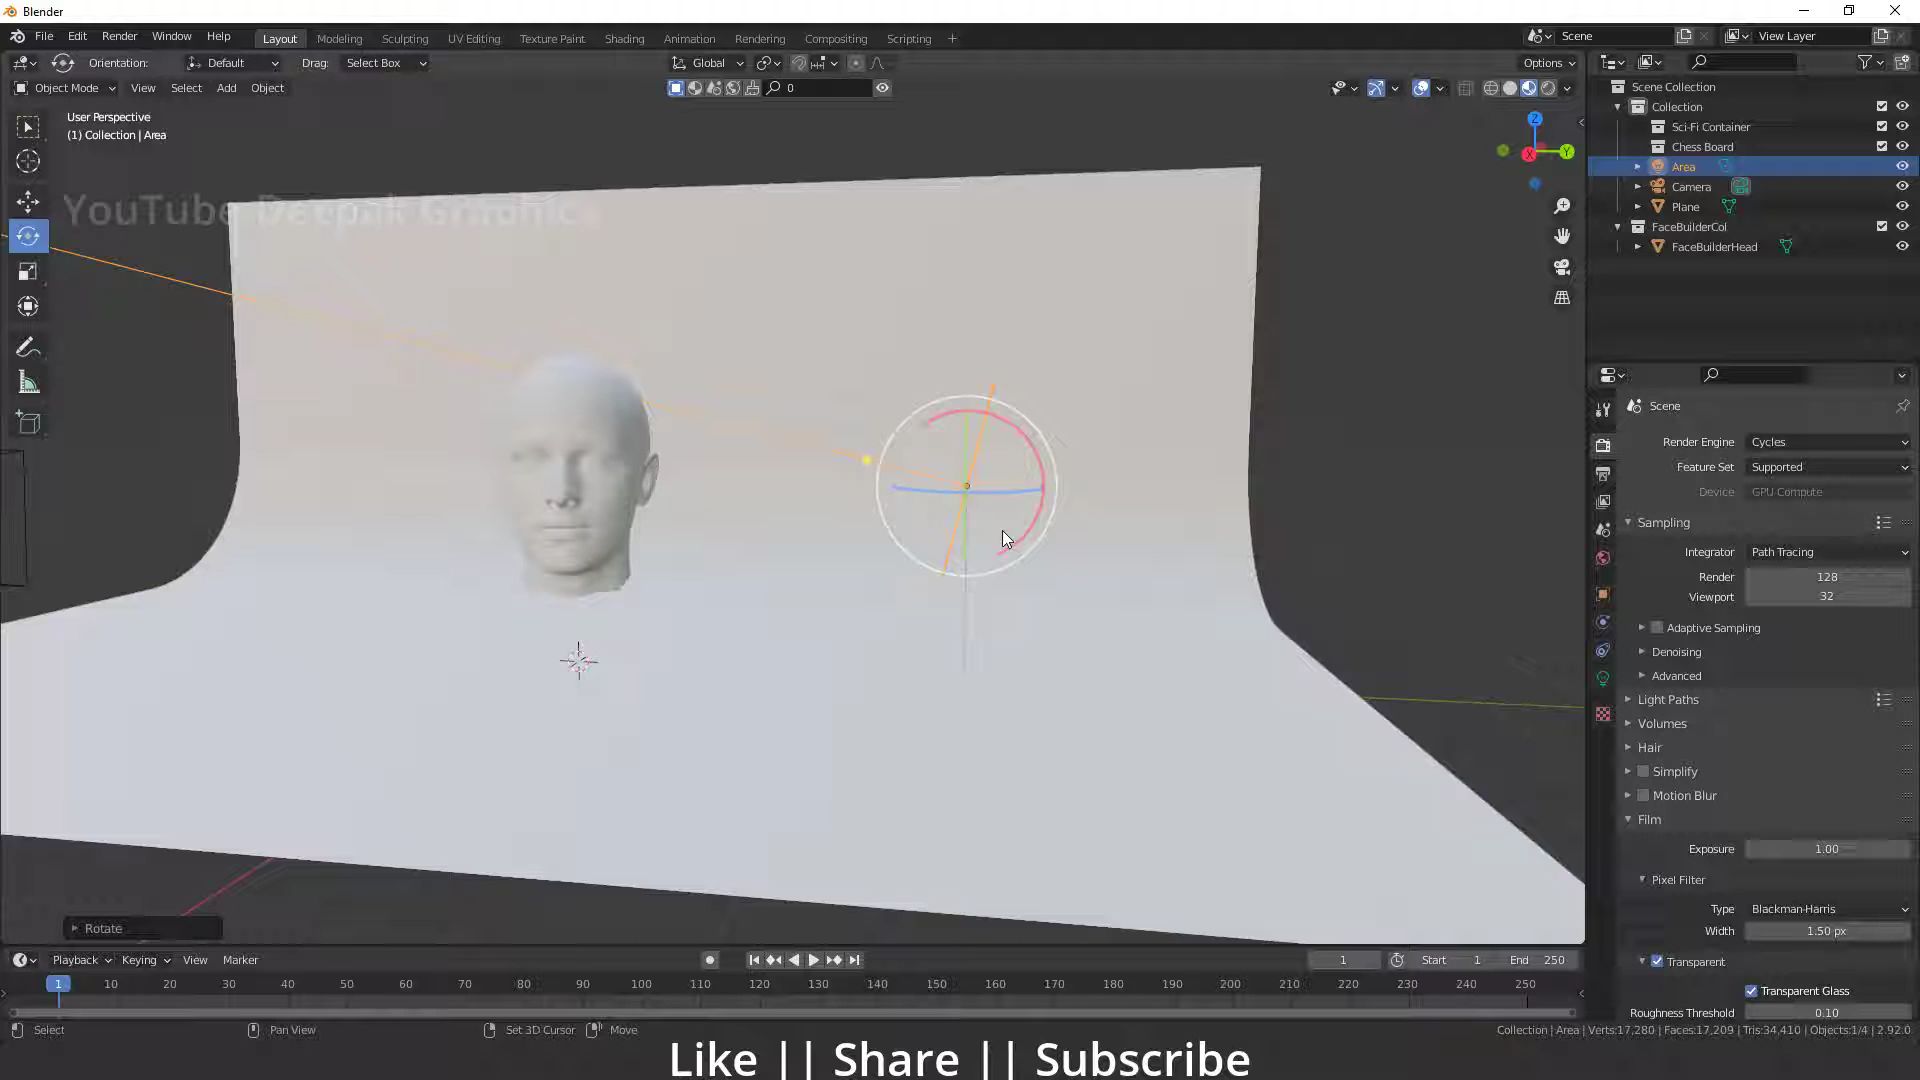 Blender
File Edit Render Window Help
Layout Modeling Sculpting UV Editing Texture Paint Shading Animation Rendering Compositing Scripting +
Scene
View Layer
Orientation: Default Drag: Select Box
Global
Options
Object Mode View Select Add Object
0
User Perspective
(1) Collection | Area
YouTube Deepak Graphics
Z
Y
X
Scene Collection
Collection
Sci-Fi Container
Chess Board
Area
Camera
Plane
FaceBuilderCol
FaceBuilderHead
Scene
Render Engine Cycles
Feature Set Supported
Device GPU Compute
Sampling
Integrator Path Tracing
Render 128
Viewport 32
Adaptive Sampling
Denoising
Advanced
Light Paths
Volumes
Hair
Simplify
Motion Blur
Film
Exposure 1.00
Pixel Filter
Type Blackman-Harris
Width 1.50 px
Transparent
Transparent Glass
Roughness Threshold 0.10
Rotate
Playback Keying View Marker
1
Start 1 End 250
1 10 20 30 40 50 60 70 80 90 100 110 120 130 140 150 160 170 180 190 200 210 220 230 240 250
Select Pan View Set 3D Cursor Move
Collection | Area | Verts:17,280 | Faces:17,209 | Tris:34,410 | Objects:1/4 | 2.92.0
Like || Share || Subscribe